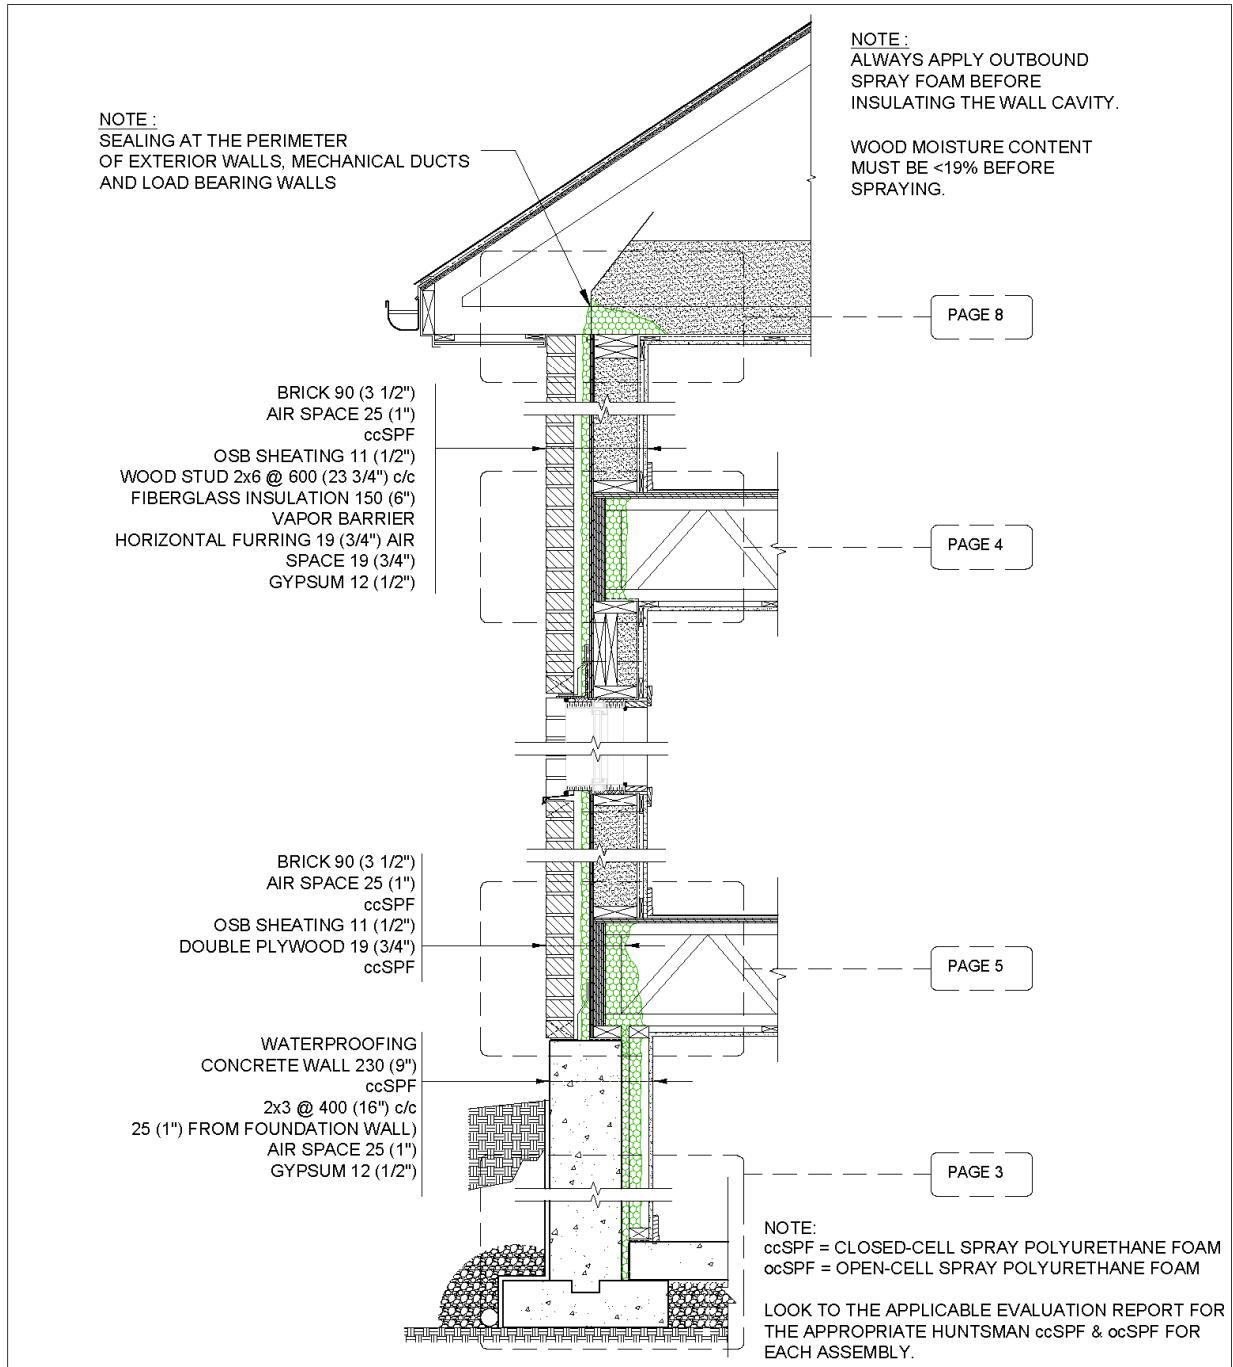 NOTE :
SEALING AT THE PERIMETER
OF EXTERIOR WALLS, MECHANICAL DUCTS
AND LOAD BEARING WALLS
NOTE :
ALWAYS APPLY OUTBOUND
SPRAY FOAM BEFORE
INSULATING THE WALL CAVITY.
WOOD MOISTURE CONTENT
MUST BE <19% BEFORE
SPRAYING.
PAGE 8
BRICK 90 (3 1/2")
AIR SPACE 25 (1")
ccSPF
OSB SHEATING 11 (1/2")
WOOD STUD 2x6 @ 600 (23 3/4") c/c
FIBERGLASS INSULATION 150 (6")
VAPOR BARRIER
HORIZONTAL FURRING 19 (3/4") AIR
SPACE 19 (3/4")
GYPSUM 12 (1/2")
PAGE 4
BRICK 90 (3 1/2")
AIR SPACE 25 (1")
ccSPF
OSB SHEATING 11 (1/2")
DOUBLE PLYWOOD 19 (3/4")
ccSPF
PAGE 5
WATERPROOFING
CONCRETE WALL 230 (9")
ccSPF
2x3 @ 400 (16") c/c
25 (1") FROM FOUNDATION WALL)
AIR SPACE 25 (1")
GYPSUM 12 (1/2")
PAGE 3
NOTE:
ccSPF = CLOSED-CELL SPRAY POLYURETHANE FOAM
ocSPF = OPEN-CELL SPRAY POLYURETHANE FOAM
LOOK TO THE APPLICABLE EVALUATION REPORT FOR
THE APPROPRIATE HUNTSMAN ccSPF & ocSPF FOR
EACH ASSEMBLY.